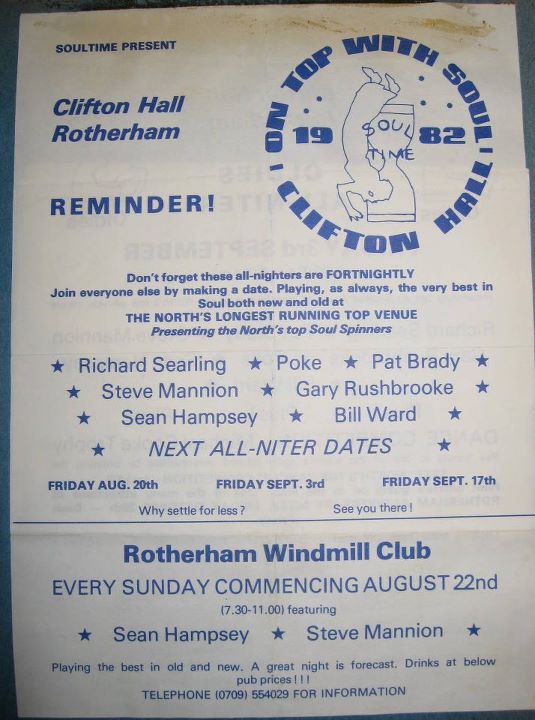 SOULTIME PRESENT
Clifton Hall
Rotherham
ON TOP WITH SOUL
19 82
SOUL
TIME
CLIFTON HALL
REMINDER!
Don't forget these all-nighters are FORTNIGHTLY
Join everyone else by making a date. Playing, as always, the very best in
Soul both new and old at
THE NORTH'S LONGEST RUNNING TOP VENUE
Presenting the North's top Soul Spinners
★ Richard Searling ★ Poke ★ Pat Brady ★
★ Steve Mannion ★ Gary Rushbrooke ★
★ Sean Hampsey ★ Bill Ward ★
★ NEXT ALL-NITER DATES ★
FRIDAY AUG. 20th FRIDAY SEPT. 3rd FRIDAY SEPT. 17th
Why settle for less? See you there!
Rotherham Windmill Club
EVERY SUNDAY COMMENCING AUGUST 22nd
(7.30-11.00) featuring
★ Sean Hampsey ★ Steve Mannion ★
Playing the best in old and new. A great night is forecast. Drinks at below
pub prices!!!
TELEPHONE (0709) 554029 FOR INFORMATION